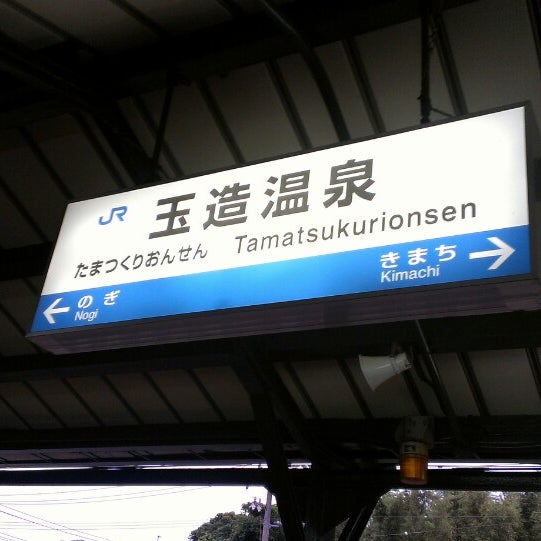 JR 玉造温泉
たまつくりおんせん Tamatsukurionsen
← のぎ きまち →
Nogi Kimachi